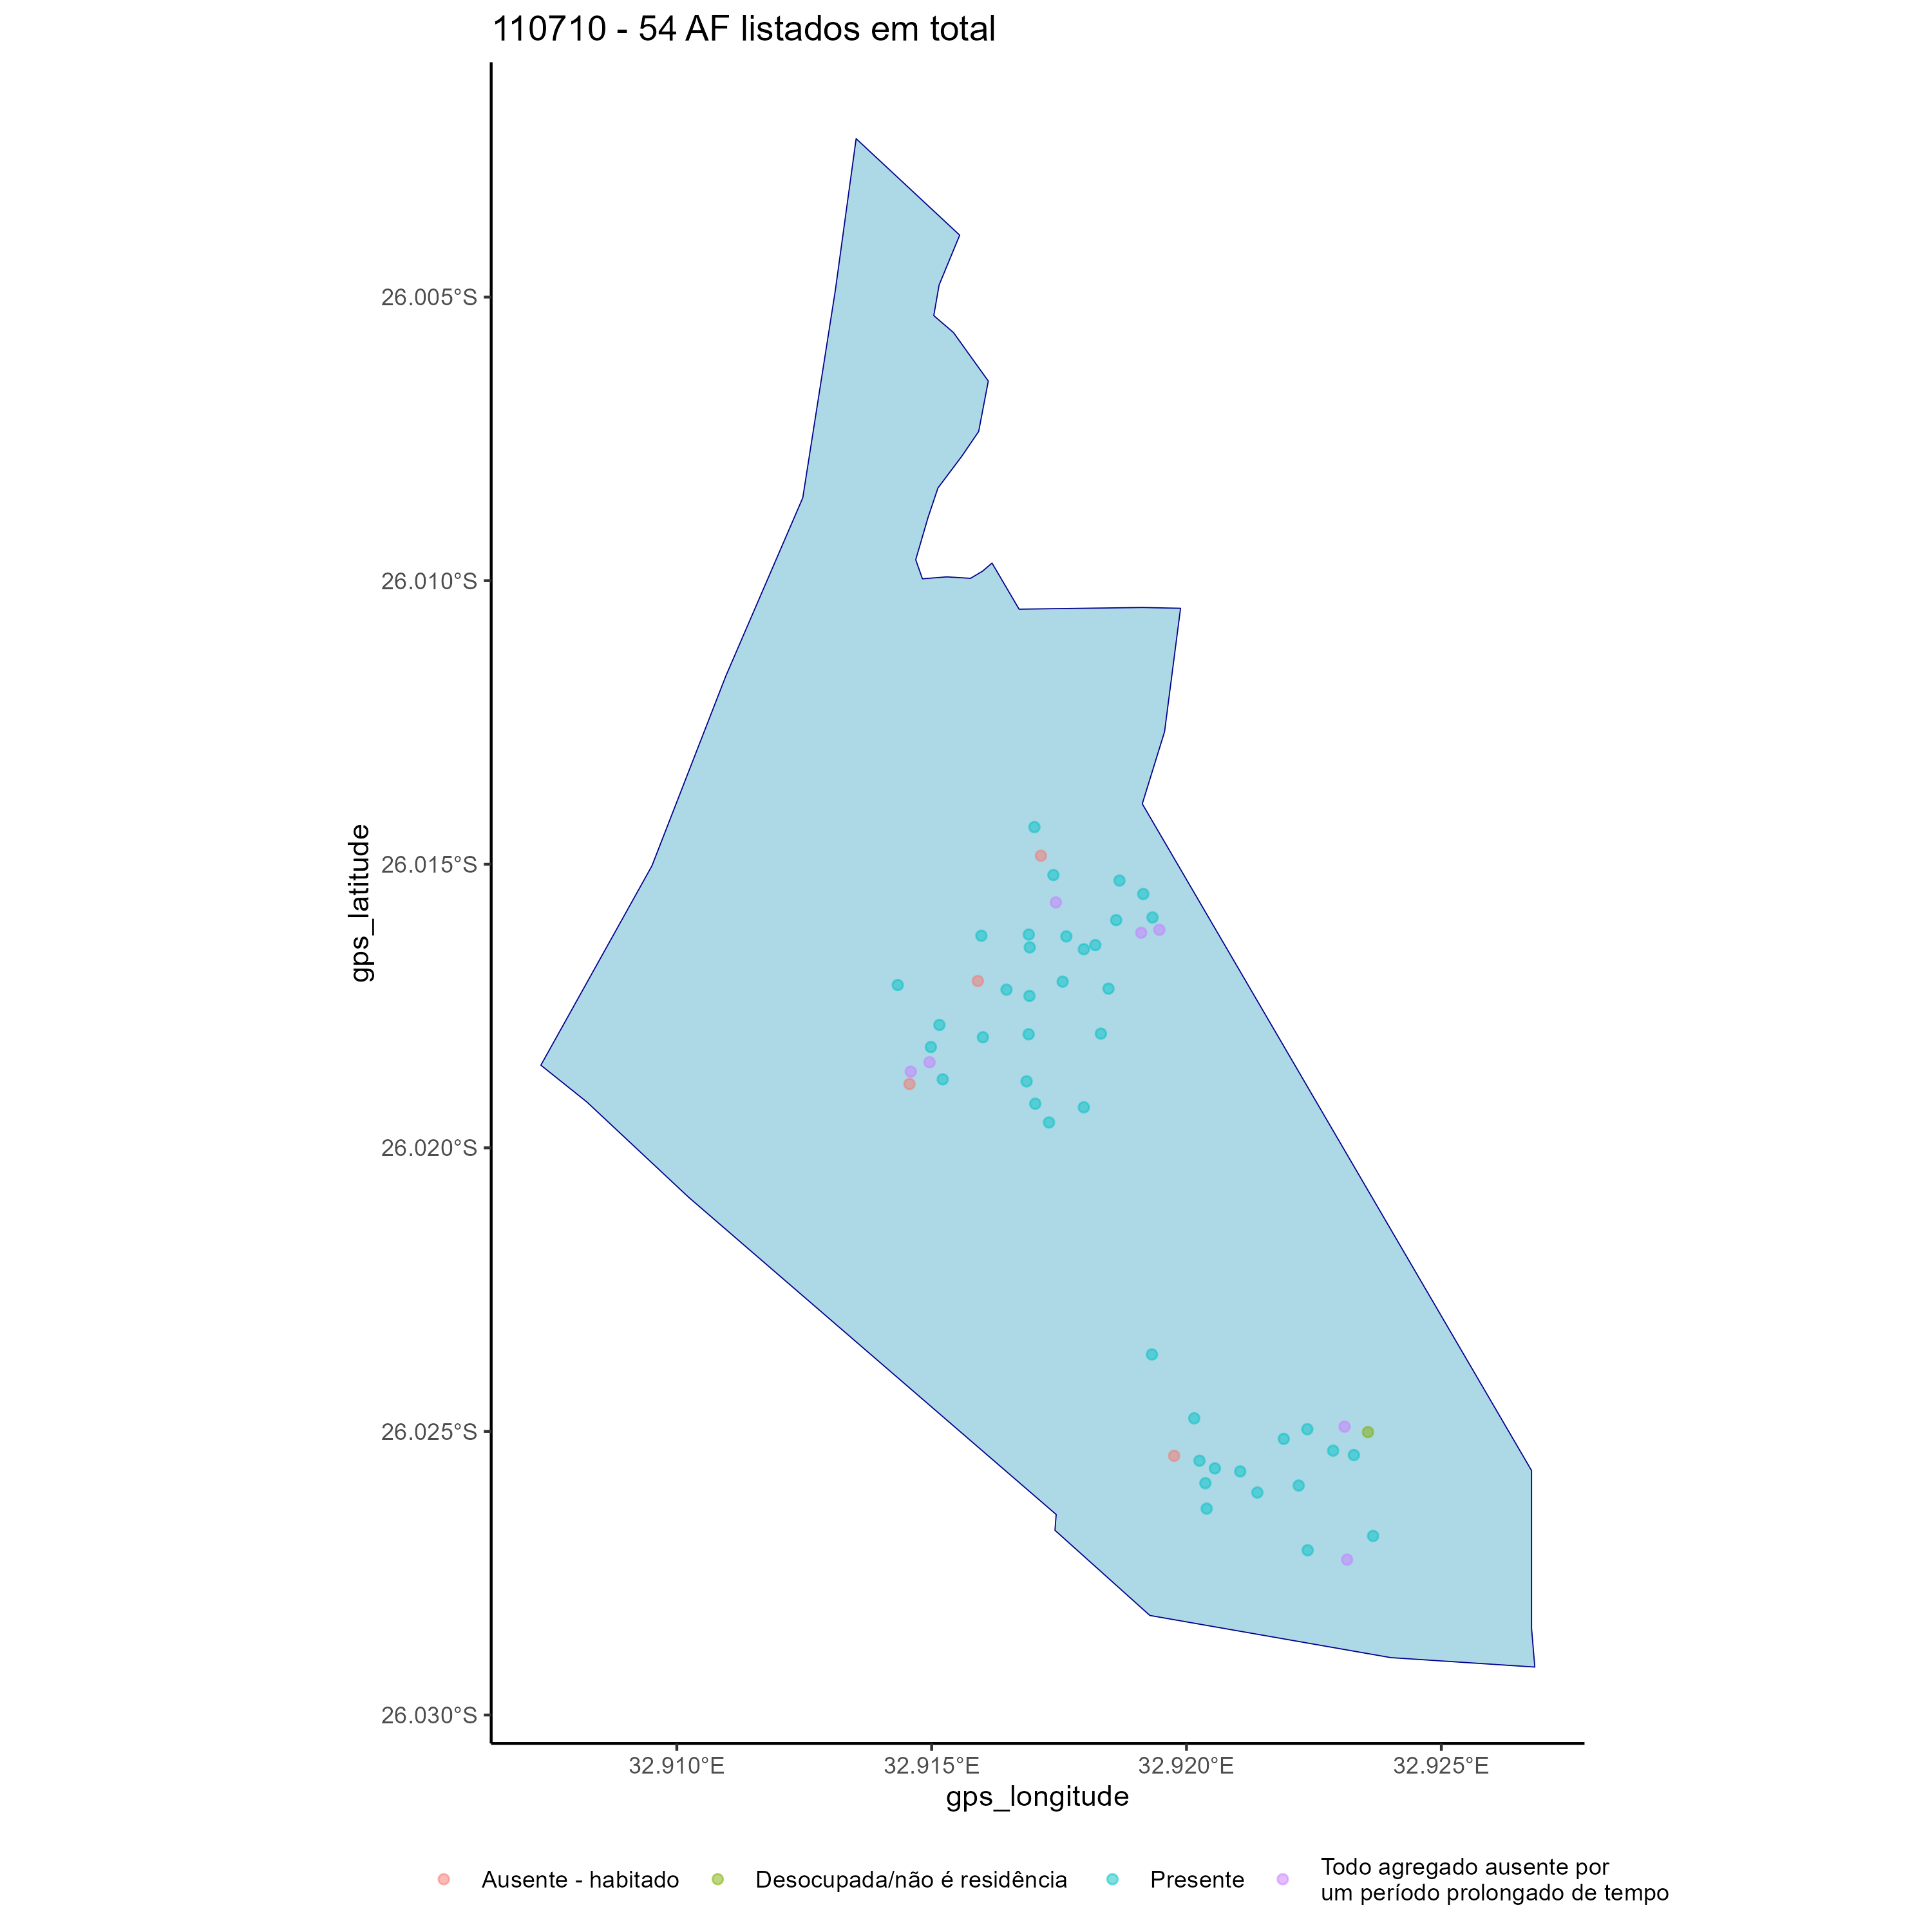 110710 - 54 AF listados em total
26.005°S
26.010°S
26.015°S
26.020°S
26.025°S
26.030°S
gps_latitude
32.910°E 32.915°E 32.920°E 32.925°E
gps_longitude
Ausente - habitado
Desocupada/não é residência
Presente
Todo agregado ausente por
um período prolongado de tempo